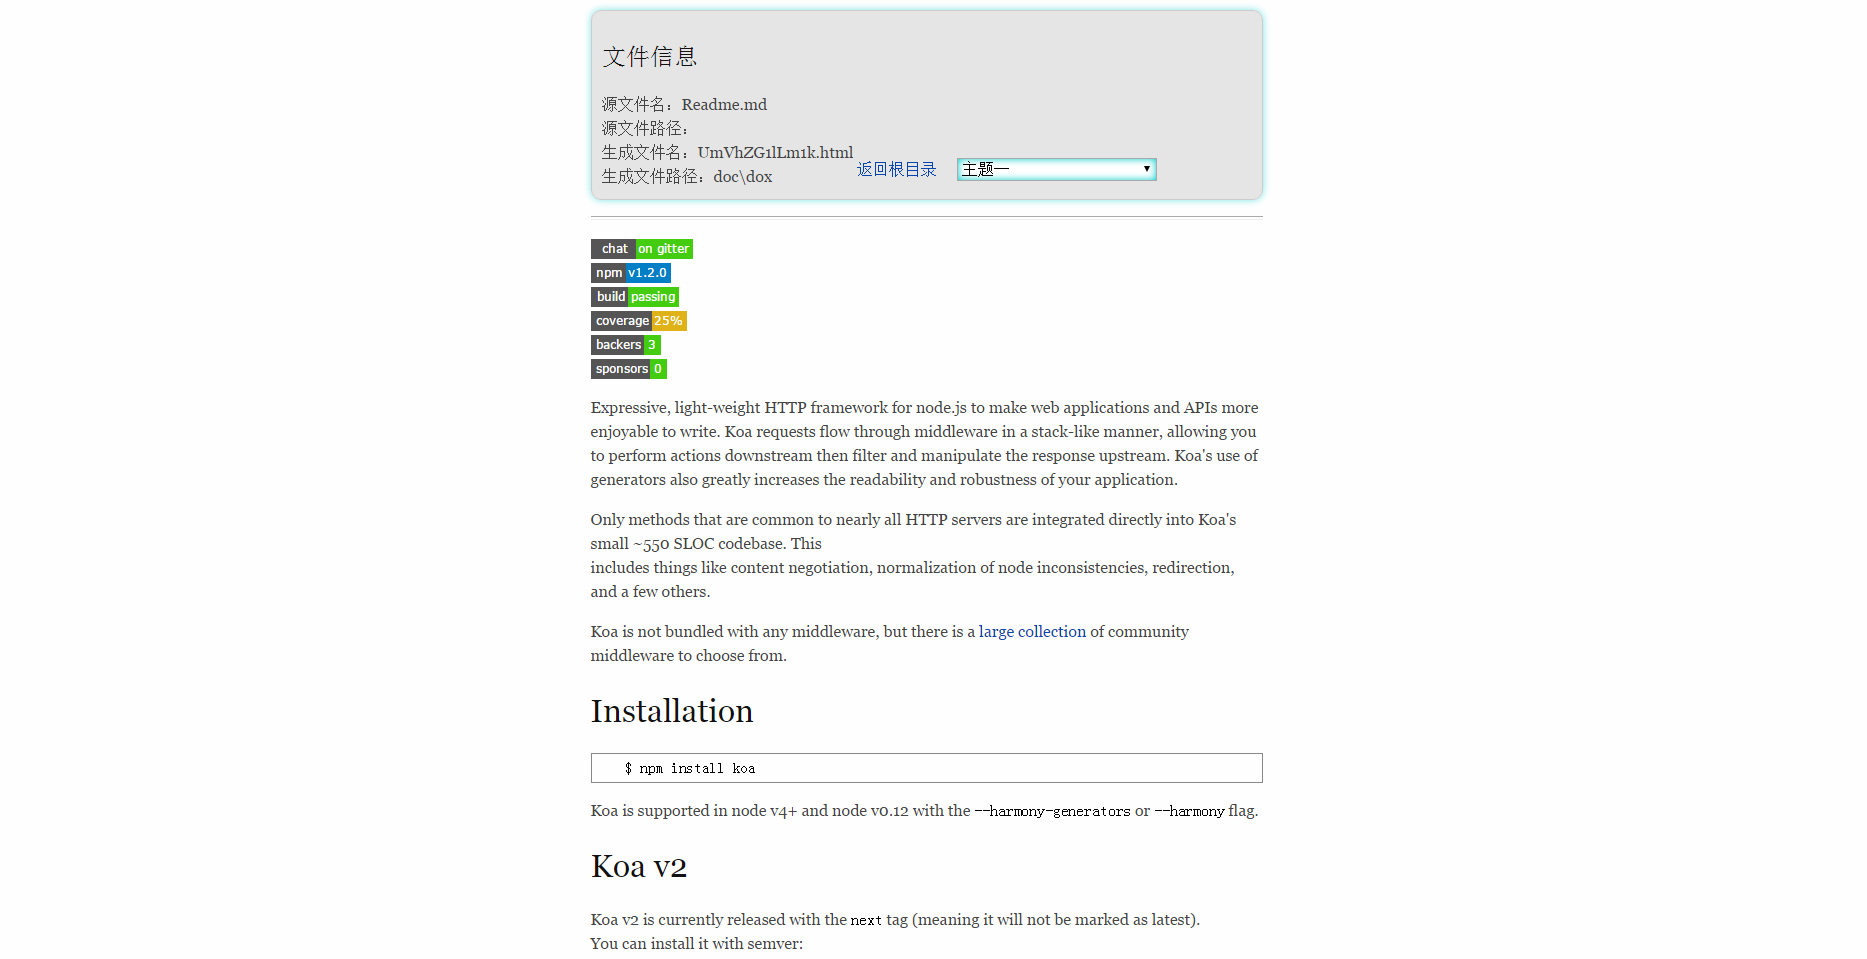 文件信息
源文件名：Readme.md
源文件路径：
生成文件名：UmVhZG1lLm1k.html
生成文件路径：doc\dox
返回根目录
主题一
chat on gitter
npm v1.2.0
build passing
coverage 25%
backers 3
sponsors 0
Expressive, light-weight HTTP framework for node.js to make web applications and APIs more
enjoyable to write. Koa requests flow through middleware in a stack-like manner, allowing you
to perform actions downstream then filter and manipulate the response upstream. Koa's use of
generators also greatly increases the readability and robustness of your application.
Only methods that are common to nearly all HTTP servers are integrated directly into Koa's
small ~550 SLOC codebase. This
includes things like content negotiation, normalization of node inconsistencies, redirection,
and a few others.
Koa is not bundled with any middleware, but there is a large collection of community
middleware to choose from.
Installation
$ npm install koa
Koa is supported in node v4+ and node v0.12 with the --harmony-generators or --harmony flag.
Koa v2
Koa v2 is currently released with the next tag (meaning it will not be marked as latest).
You can install it with semver: